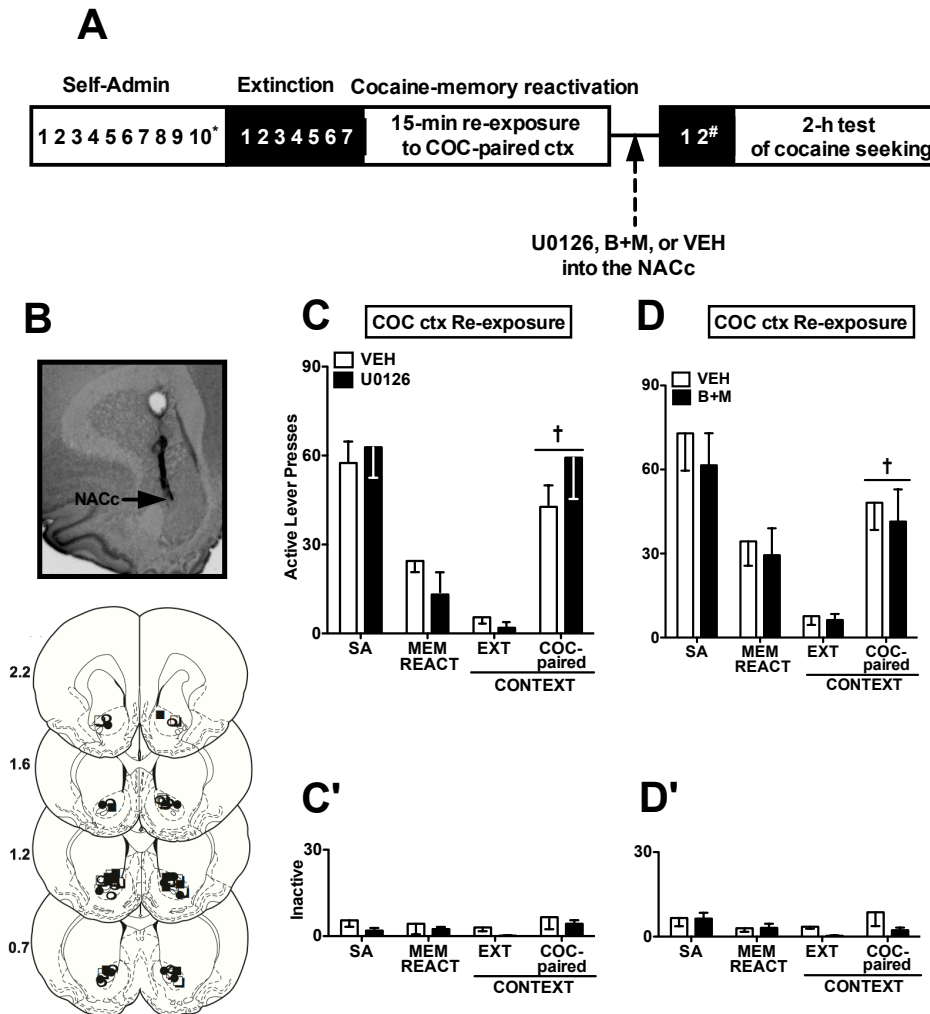 A
Self-Admin
Extinction
Cocaine-memory reactivation
1 2 3 4 5 6 7 8 9 10*
1 2 3 4 5 6 7
15-min re-exposure
to COC-paired ctx
1 2#
2-h test
of cocaine seeking
U0126, B+M, or VEH
into the NACc
B
NACc
2.2
1.6
1.2
0.7
C
COC ctx Re-exposure
VEH
U0126
Active Lever Presses
90
60
30
0
†
SA
MEM
REACT
EXT
COC-
paired
CONTEXT
D
COC ctx Re-exposure
VEH
B+M
90
60
30
0
†
SA
MEM
REACT
EXT
COC-
paired
CONTEXT
C'
Inactive
30
0
SA
MEM
REACT
EXT
COC-
paired
CONTEXT
D'
30
0
SA
MEM
REACT
EXT
COC-
paired
CONTEXT